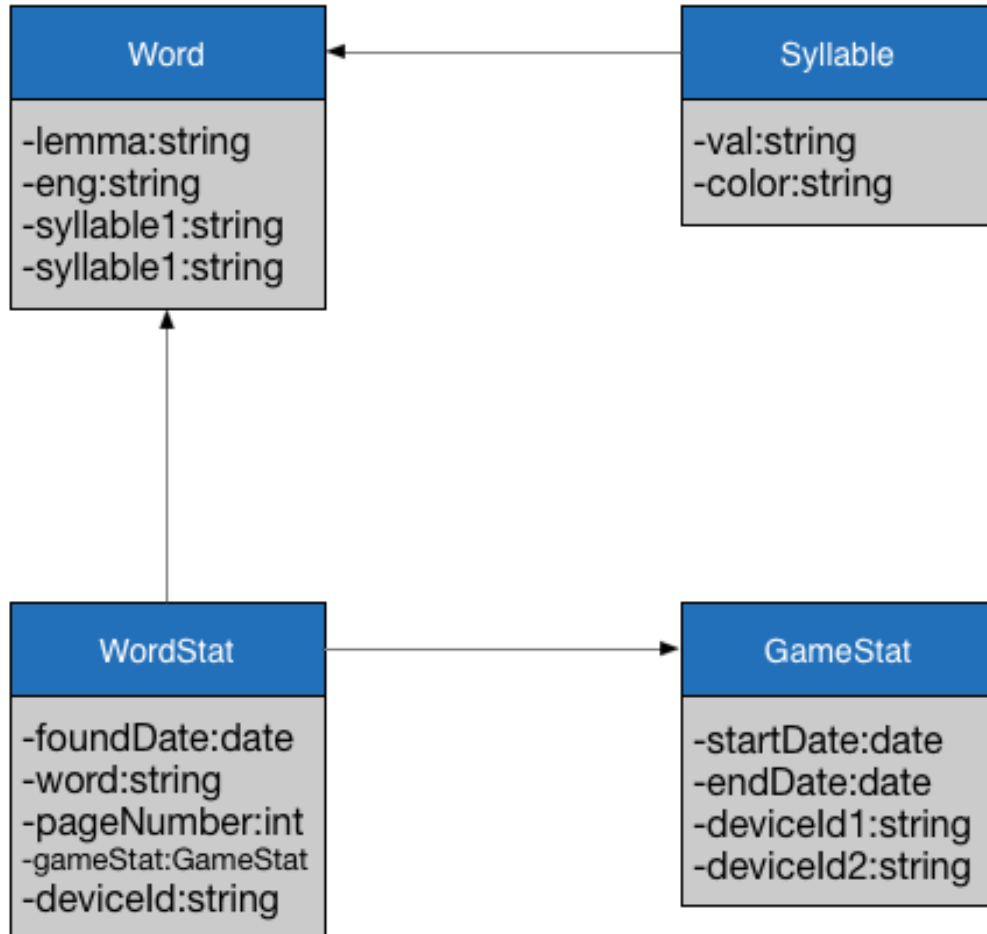 Word
-lemma:string
-eng:string
-syllable1:string
-syllable1:string
Syllable
-val:string
-color:string
WordStat
-foundDate:date
-word:string
-pageNumber:int
-gameStat:GameStat
-deviceId:string
GameStat
-startDate:date
-endDate:date
-deviceId1:string
-deviceId2:string